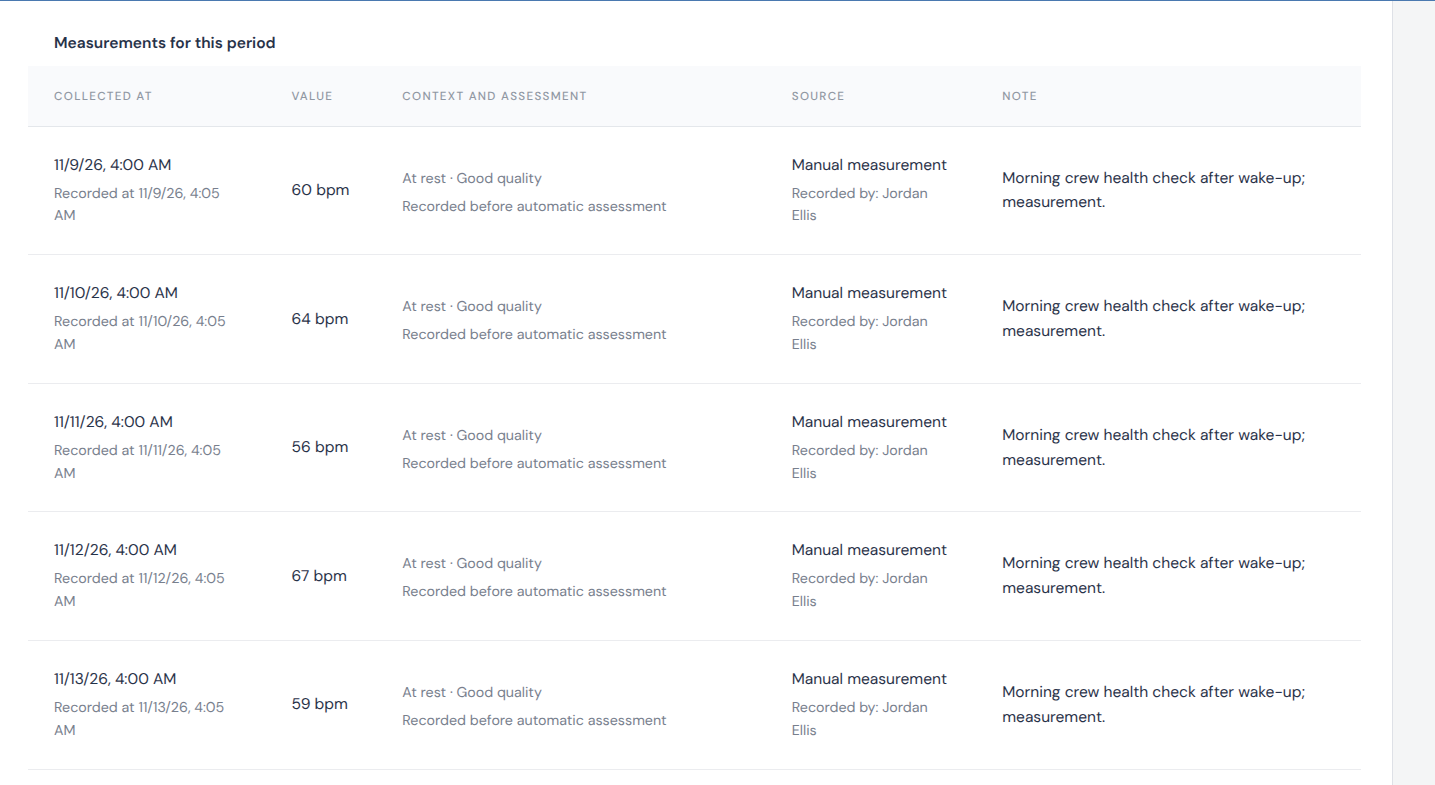 Measurements for this period
COLLECTED AT VALUE CONTEXT AND ASSESSMENT SOURCE NOTE
11/9/26, 4:00 AM
Recorded at 11/9/26, 4:05
AM
60 bpm
At rest · Good quality
Recorded before automatic assessment
Manual measurement
Recorded by: Jordan
Ellis
Morning crew health check after wake-up;
measurement.
11/10/26, 4:00 AM
Recorded at 11/10/26, 4:05
AM
64 bpm
At rest · Good quality
Recorded before automatic assessment
Manual measurement
Recorded by: Jordan
Ellis
Morning crew health check after wake-up;
measurement.
11/11/26, 4:00 AM
Recorded at 11/11/26, 4:05
AM
56 bpm
At rest · Good quality
Recorded before automatic assessment
Manual measurement
Recorded by: Jordan
Ellis
Morning crew health check after wake-up;
measurement.
11/12/26, 4:00 AM
Recorded at 11/12/26, 4:05
AM
67 bpm
At rest · Good quality
Recorded before automatic assessment
Manual measurement
Recorded by: Jordan
Ellis
Morning crew health check after wake-up;
measurement.
11/13/26, 4:00 AM
Recorded at 11/13/26, 4:05
AM
59 bpm
At rest · Good quality
Recorded before automatic assessment
Manual measurement
Recorded by: Jordan
Ellis
Morning crew health check after wake-up;
measurement.